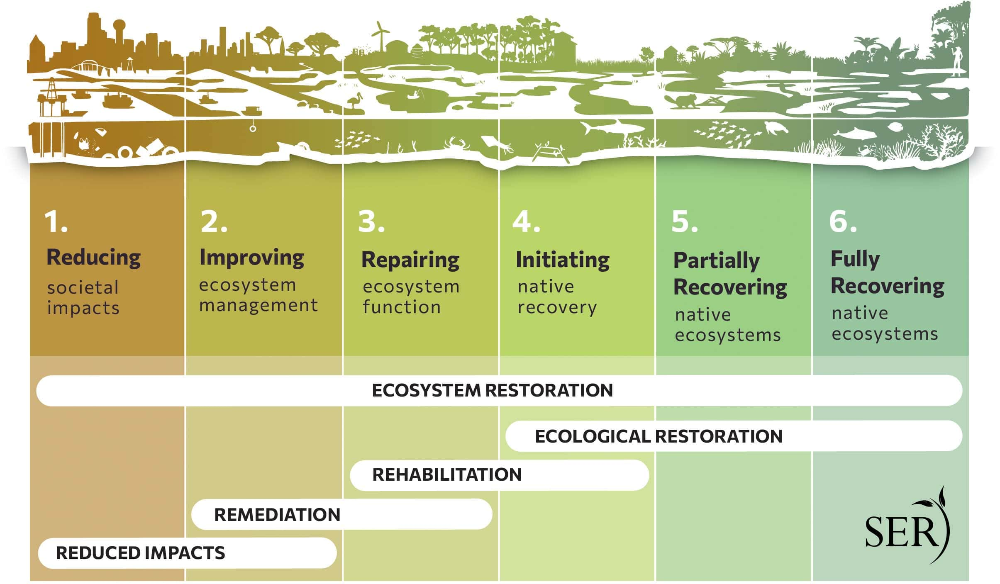 1.
Reducing
societal
impacts
2.
Improving
ecosystem
management
3.
Repairing
ecosystem
function
4.
Initiating
native
recovery
5.
Partially
Recovering
native
ecosystems
6.
Fully
Recovering
native
ecosystems
ECOSYSTEM RESTORATION
ECOLOGICAL RESTORATION
REHABILITATION
REMEDIATION
REDUCED IMPACTS
SER